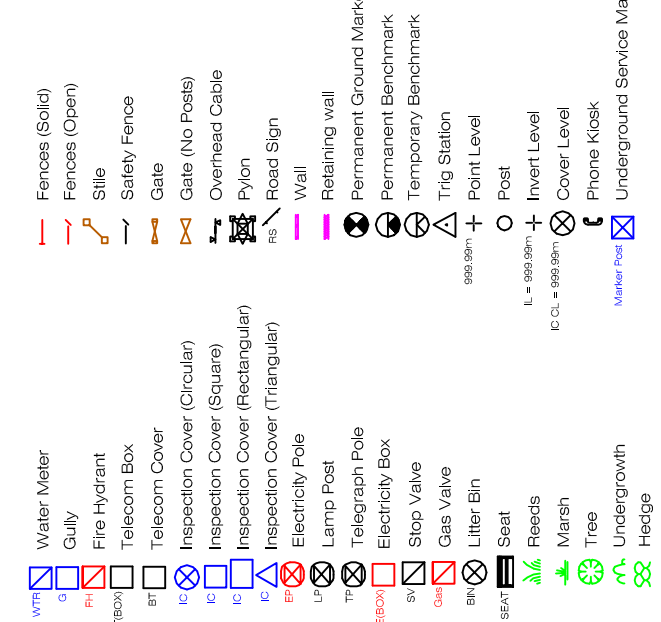 WTR Water Meter
G Gully
FH Fire Hydrant
(BOX) Telecom Box
BT Telecom Cover
IC Inspection Cover (CIrcular)
IC Inspection Cover (Square)
IC Inspection Cover (Rectangular)
IC Inspection Cover (Triangular)
EP Electricity Pole
LP Lamp Post
TP Telegraph Pole
E(BOX) Electricity Box
SV Stop Valve
Gas Gas Valve
BIN Litter Bin
SEAT Seat
Reeds
Marsh
Tree
Undergrowth
Hedge
Fences (Solid)
Fences (Open)
Stile
Safety Fence
Gate
Gate (No Posts)
Overhead Cable
Pylon
RS Road Sign
Wall
Retaining wall
Permanent Ground Marke
Permanent Benchmark
Temporary Benchmark
Trig Station
999.99m Point Level
Post
IL = 999.99m Invert Level
IC CL = 999.99m Cover Level
Phone Kiosk
Marker Post Underground Service Ma